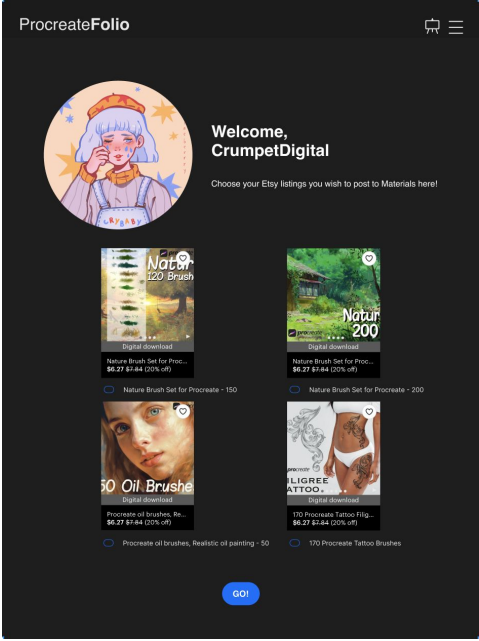 ProcreateFolio
Welcome,
CrumpetDigital
Choose your Etsy listings you wish to post to Materials here!
CRYBABY
Natur
120 Brush
Digital download
Nature Brush Set for Proc...
$6.27 $7.84 (20% off)
Nature Brush Set for Procreate - 150
Natur
procreate
200
Digital download
Nature Brush Set for Proc...
$6.27 $7.84 (20% off)
Nature Brush Set for Procreate - 200
50 Oil Brushes
Digital download
Procreate oil brushes, Re...
$6.27 $7.84 (20% off)
Procreate oil brushes, Realistic oil painting - 50
procreate
ILIGREE
ATTOO
Digital download
170 Procreate Tattoo Filig...
$6.27 $7.84 (20% off)
170 Procreate Tattoo Brushes
GO!